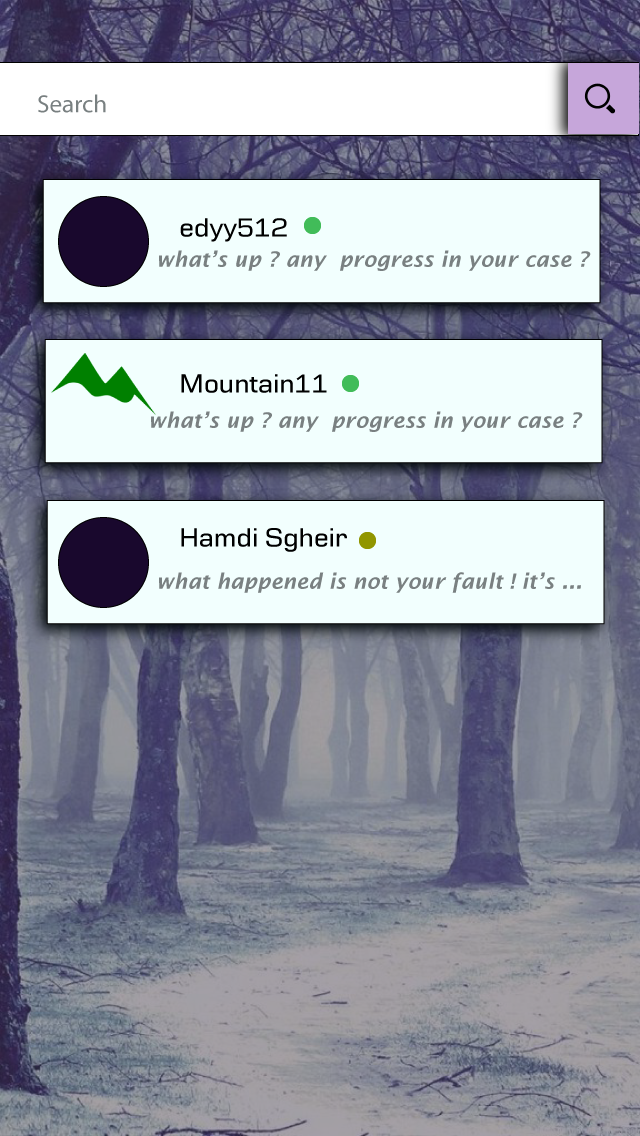 Search
edyy512
what's up ? any  progress in your case ?
Mountain11
what's up ? any  progress in your case ?
Hamdi Sgheir
what happened is not your fault ! it's ...